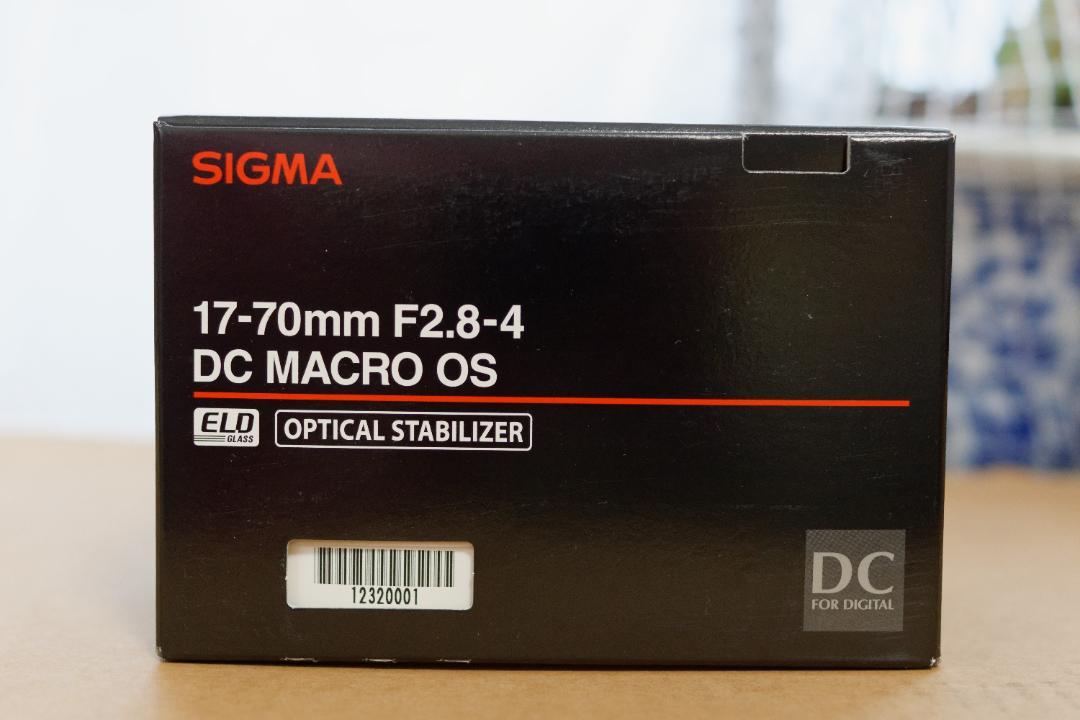 SIGMA
17-70mm F2.8-4
DC MACRO OS
ELD
GLASS
OPTICAL STABILIZER
12320001
DC
FOR DIGITAL